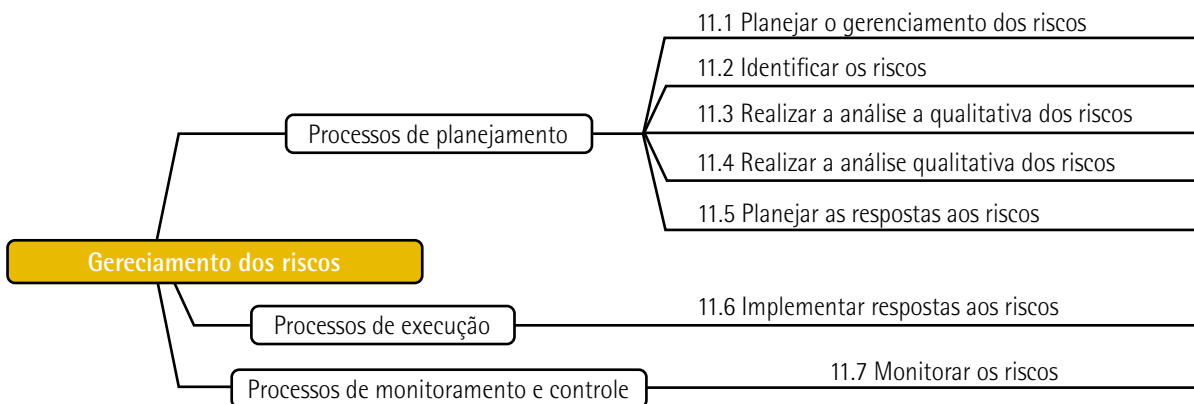 11.1 Planejar o gerenciamento dos riscos
11.2 Identificar os riscos
11.3 Realizar a análise a qualitativa dos riscos
Processos de planejamento
11.4 Realizar a análise qualitativa dos riscos
11.5 Planejar as respostas aos riscos
Gereciamento dos riscos
11.6 Implementar respostas aos riscos
Processos de execução
11.7 Monitorar os riscos
Processos de monitoramento e controle